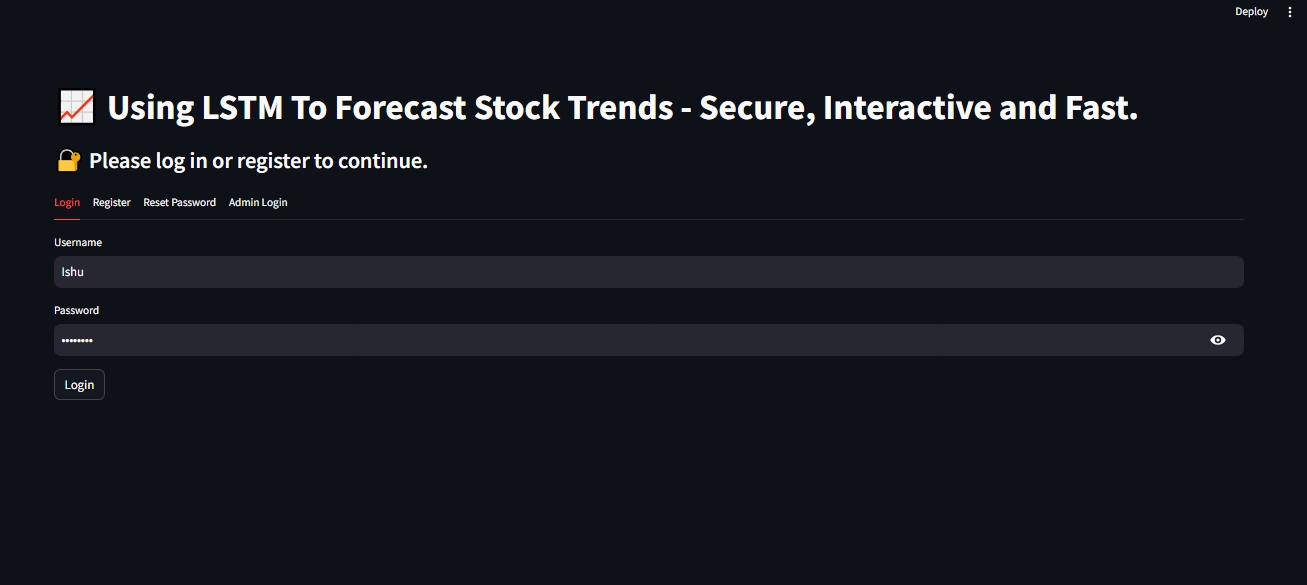 Deploy
Using LSTM To Forecast Stock Trends - Secure, Interactive and Fast.
Please log in or register to continue.
Login Register Reset Password Admin Login
Username
Ishu
Password
••••••••
Login